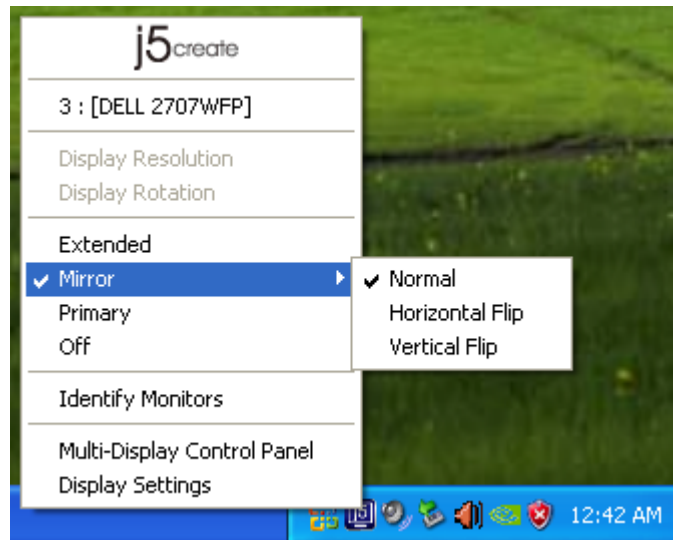 j5create
3 : [DELL 2707WFP]
Display Resolution
Display Rotation
Extended
Mirror
Normal
Horizontal Flip
Vertical Flip
Primary
Off
Identify Monitors
Multi-Display Control Panel
Display Settings
j5
12:42 AM